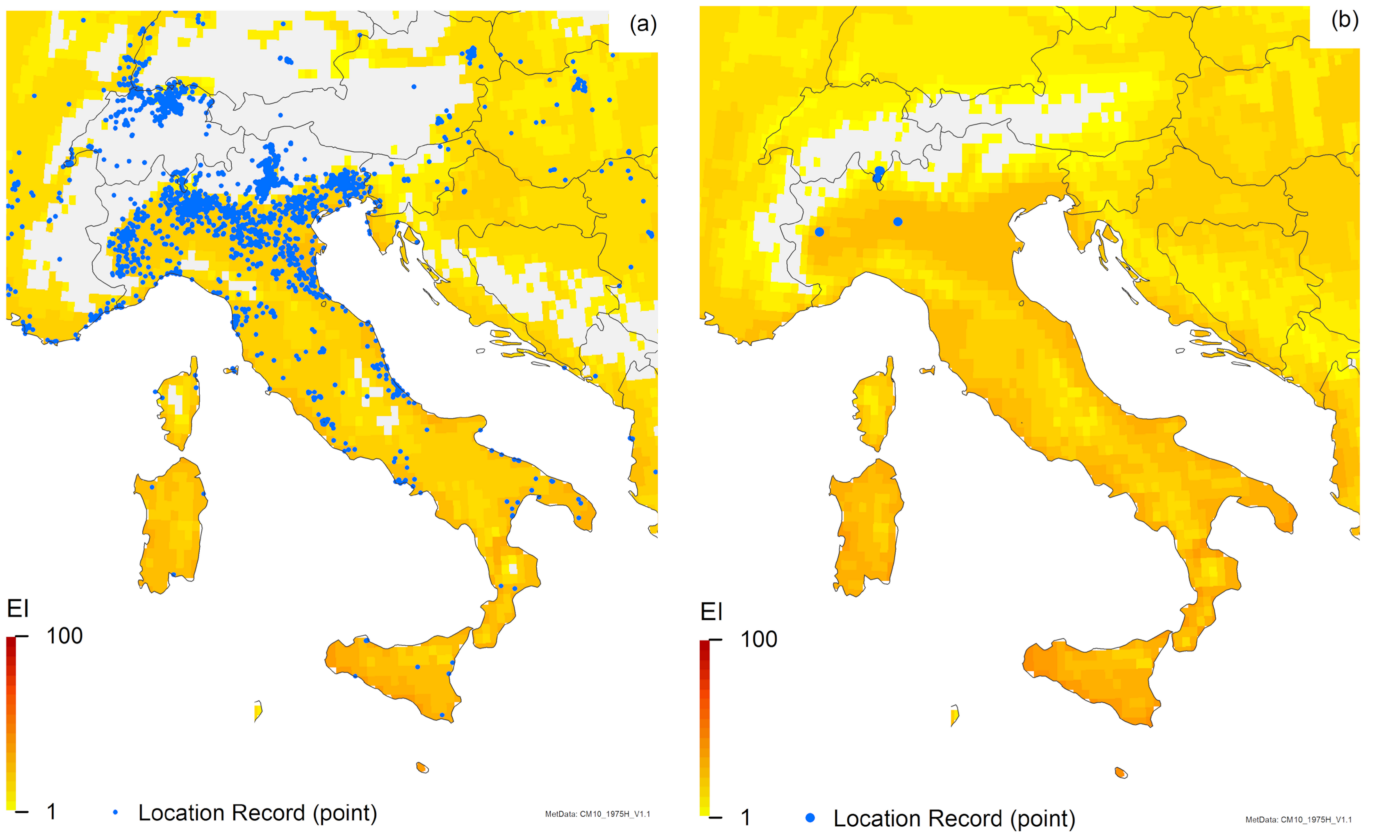 (a)
EI
100
1
Location Record (point)
MetData: CM10_1975H_V1.1
(b)
EI
100
1
Location Record (point)
MetData: CM10_1975H_V1.1